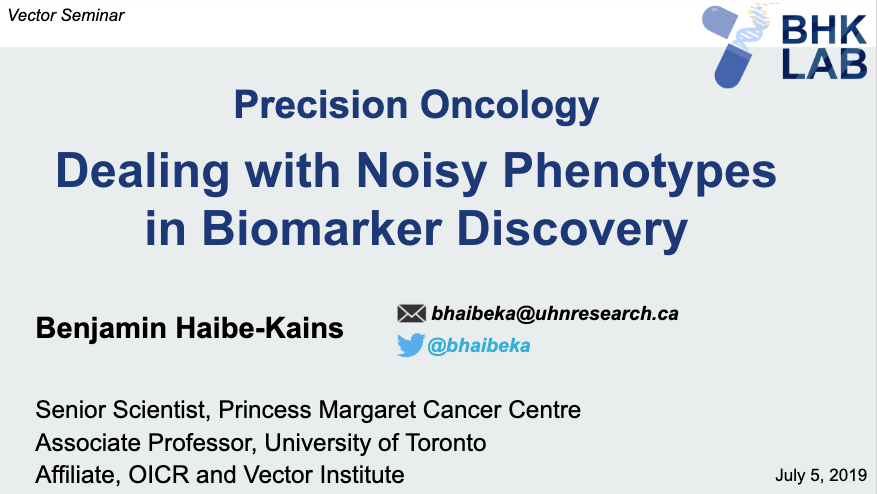 Vector Seminar
BHK
LAB
Precision Oncology
Dealing with Noisy Phenotypes
in Biomarker Discovery
Benjamin Haibe-Kains
bhaibeka@uhnresearch.ca
@bhaibeka
Senior Scientist, Princess Margaret Cancer Centre
Associate Professor, University of Toronto
Affiliate, OICR and Vector Institute
July 5, 2019